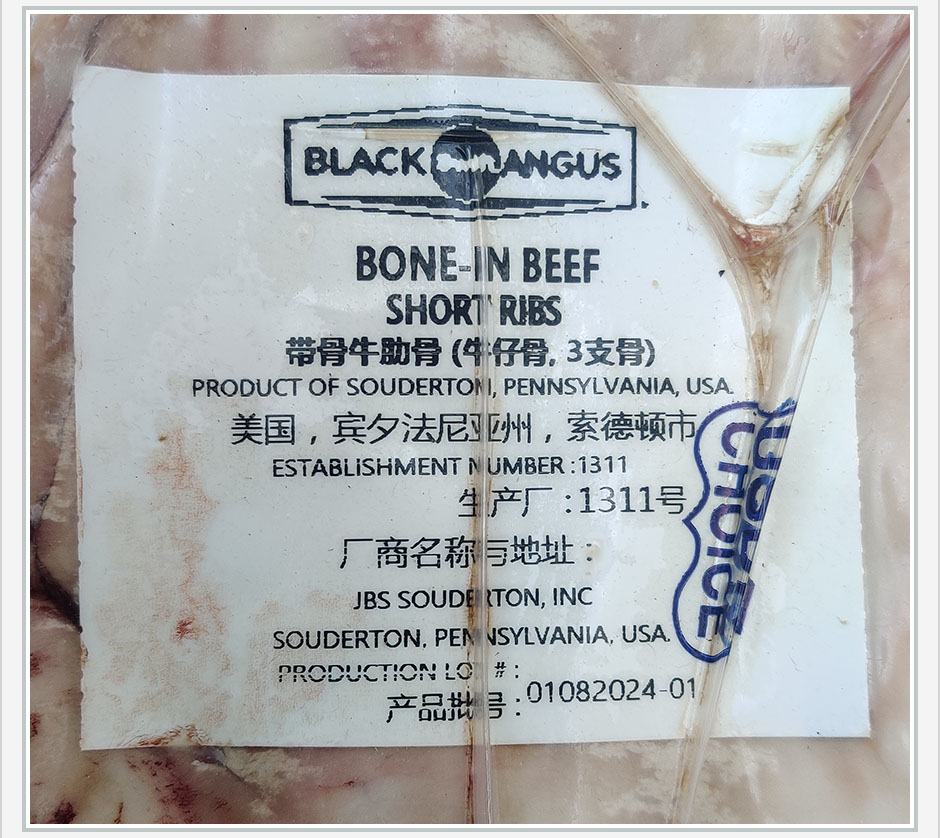 BLACK ANGUS
BONE-IN BEEF
SHORT RIBS
带骨牛肋骨 (牛仔骨, 3支骨)
PRODUCT OF SOUDERTON, PENNSYLVANIA, USA.
美国，宾夕法尼亚州，索德顿市
ESTABLISHMENT NUMBER :1311
生产厂 :1311号
厂商名称与地址 :
JBS SOUDERTON, INC
SOUDERTON, PENNSYLVANIA, USA.
PRODUCTION LOT # :
产品批号 : 01082024-01
USDA
CHOICE